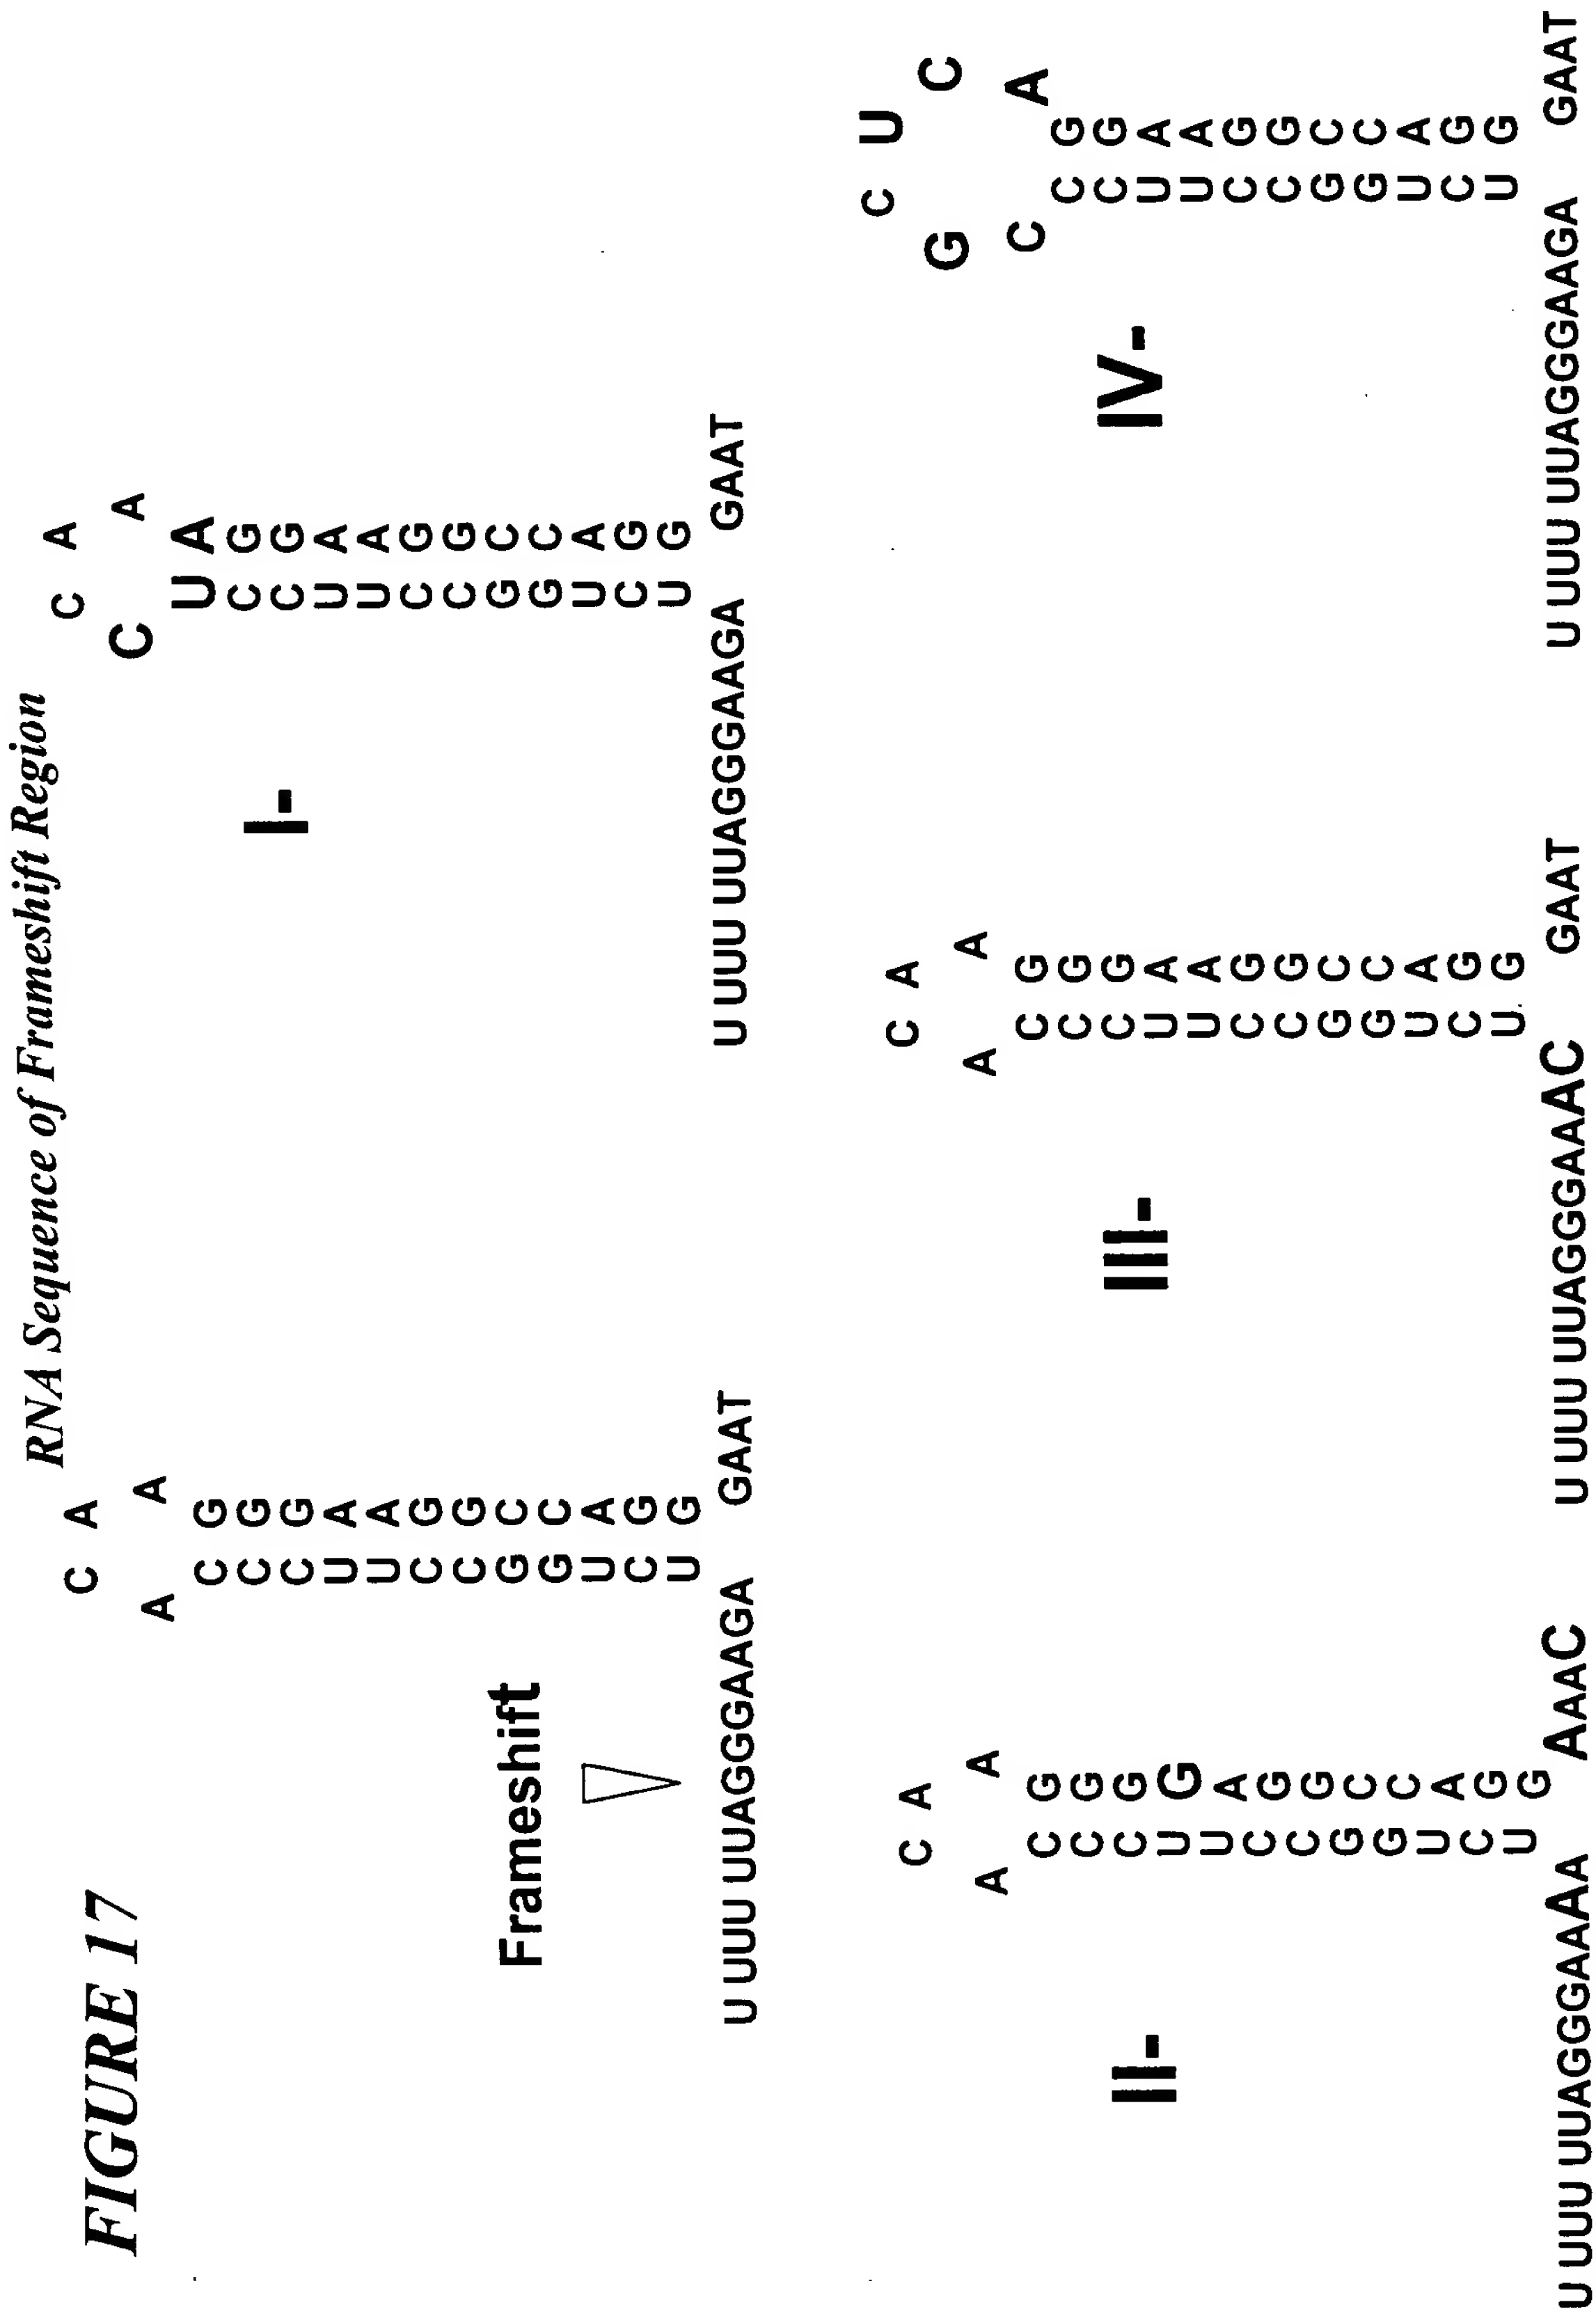 FIGURE 17
RNA Sequence of Frameshift Region
C A
A A
C G
C G
C G
U A
U A
C G
C G
G C
G C
U A
C G
U G
Frameshift
U UUU UUAGGGAAGA GAAT
I-
C A
C A
U A
C G
C G
U A
U A
C G
C G
G C
G C
U A
C G
U G
U UUU UUAGGGAAGA GAAT
II-
C A
A A
C G
C G
C G
U G
U A
C G
C G
G C
G C
U A
C G
U G
U UUU UUAGGGAAAA AAAC
III-
C A
A A
C G
C G
C G
U A
U A
C G
C G
G C
G C
U A
C G
U G
U UUU UUAGGGAAAC GAAT
IV-
C U
G C
C A
C G
C G
U A
U A
C G
C G
G C
G C
U A
C G
U G
U UUU UUAGGGAAGA GAAT